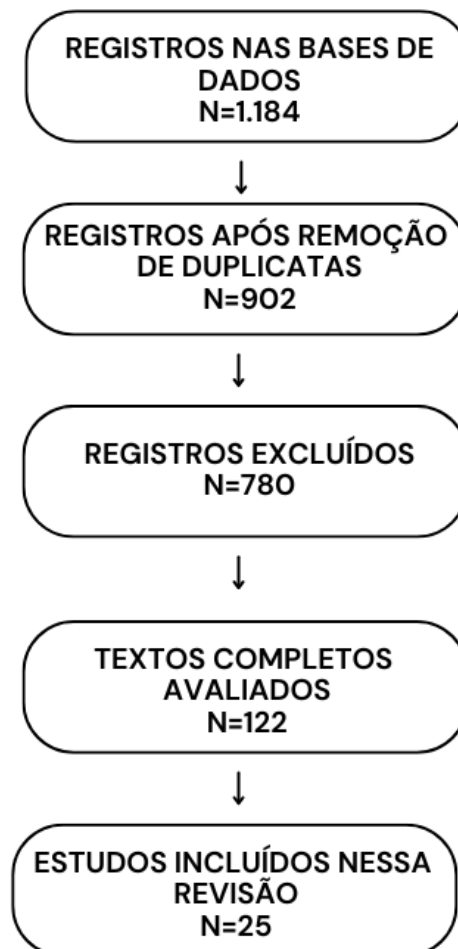 REGISTROS NAS BASES DE
DADOS
N=1.184
↓
REGISTROS APÓS REMOÇÃO
DE DUPLICATAS
N=902
↓
REGISTROS EXCLUÍDOS
N=780
↓
TEXTOS COMPLETOS
AVALIADOS
N=122
↓
ESTUDOS INCLUÍDOS NESSA
REVISÃO
N=25